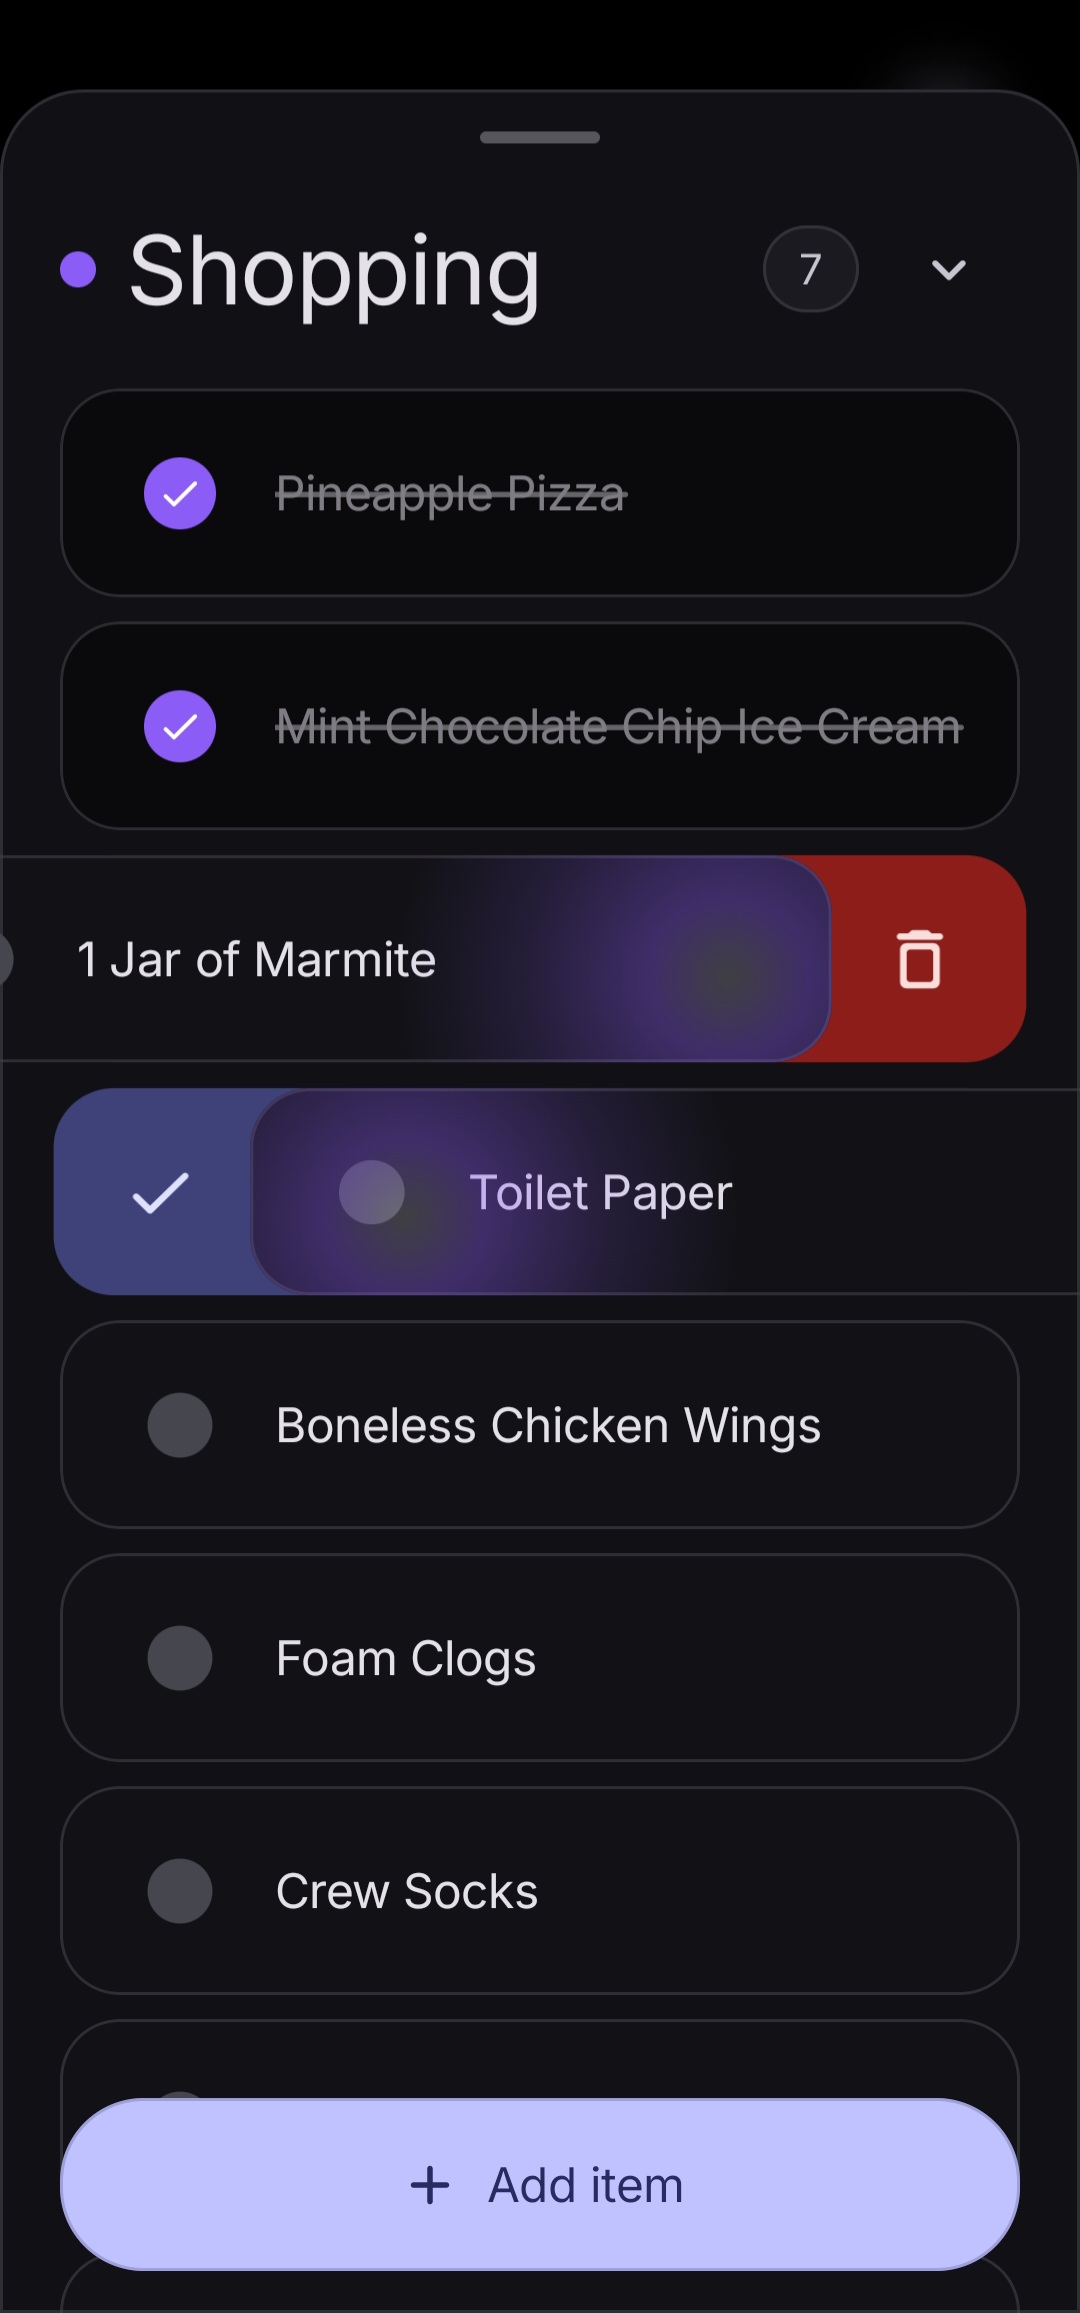 Shopping
7
Pineapple Pizza
Mint Chocolate Chip Ice Cream
1 Jar of Marmite
Toilet Paper
Boneless Chicken Wings
Foam Clogs
Crew Socks
Add item